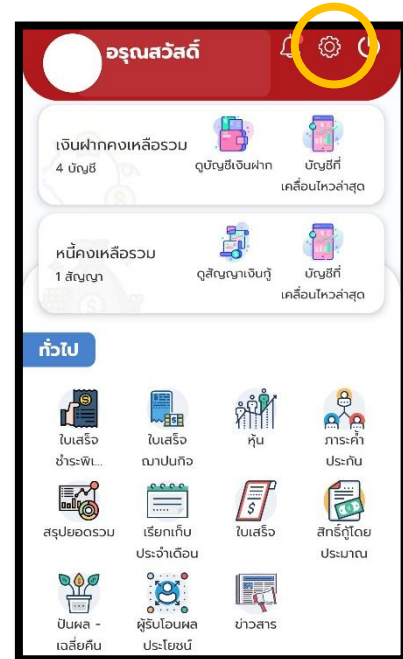 อรุณสวัสดิ์
เงินฝากคงเหลือรวม
4 บัญชี
ดูบัญชีเงินฝาก
บัญชีที่
เคลื่อนไหวล่าสุด
หนี้คงเหลือรวม
1 สัญญา
ดูสัญญาเงินกู้
บัญชีที่
เคลื่อนไหวล่าสุด
ทั่วไป
ใบเสร็จ
ชำระพิเ...
ใบเสร็จ
ฌาปนกิจ
หุ้น
ภาระค้ำ
ประกัน
สรุปยอดรวม
เรียกเก็บ
ประจำเดือน
ใบเสร็จ
สิทธิ์กู้โดย
ประมาณ
ปันผล -
เฉลี่ยคืน
ผู้รับโอนผล
ประโยชน์
ข่าวสาร